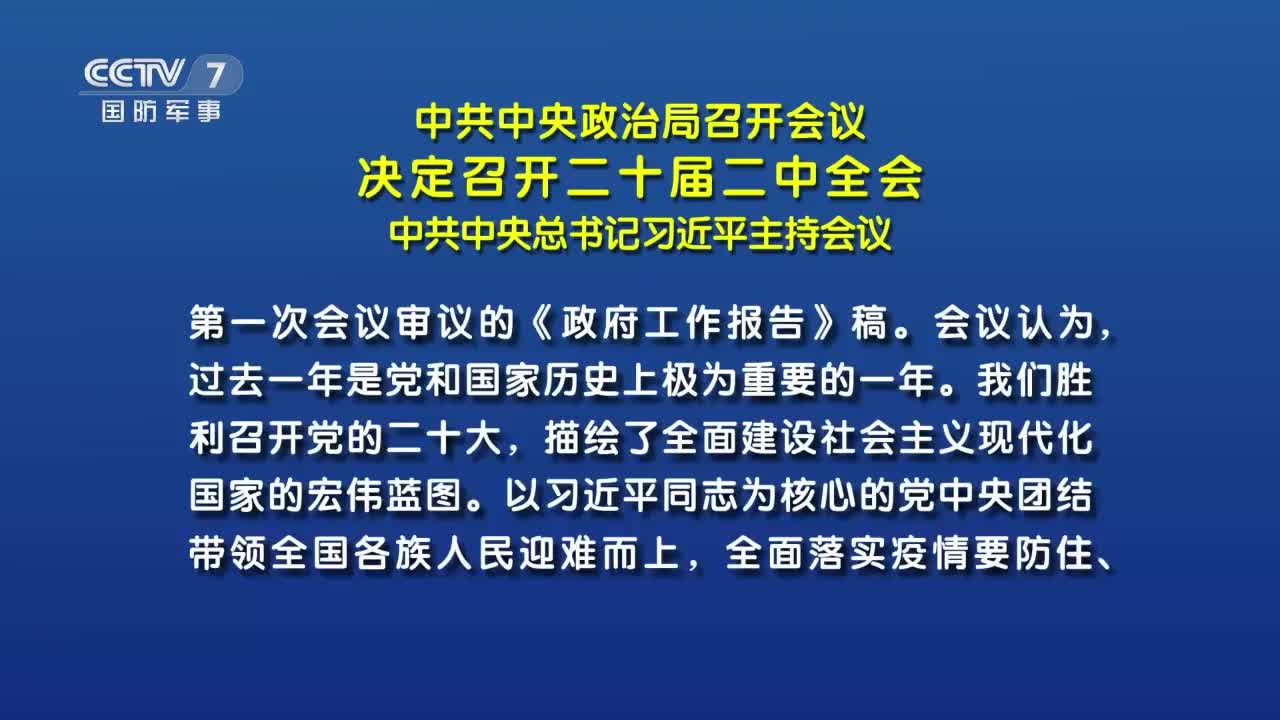 CCTV 7
国防军事
中共中央政治局召开会议
决定召开二十届二中全会
中共中央总书记习近平主持会议
第一次会议审议的《政府工作报告》稿。会议认为，
过去一年是党和国家历史上极为重要的一年。我们胜
利召开党的二十大，描绘了全面建设社会主义现代化
国家的宏伟蓝图。以习近平同志为核心的党中央团结
带领全国各族人民迎难而上，全面落实疫情要防住、